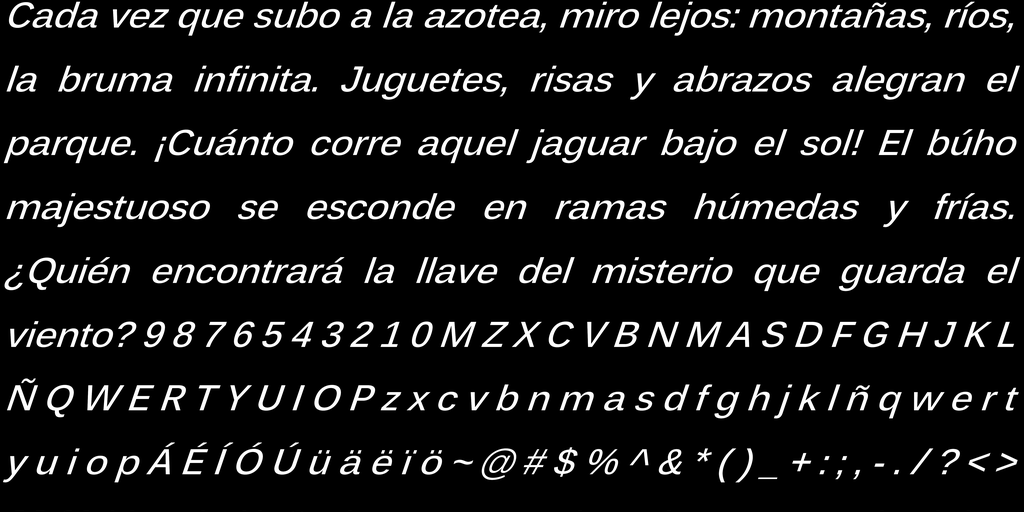 Cada vez que subo a la azotea, miro lejos: montañas, ríos,
la bruma infinita. Juguetes, risas y abrazos alegran el
parque. ¡Cuánto corre aquel jaguar bajo el sol! El búho
majestuoso se esconde en ramas húmedas y frías.
¿Quién encontrará la llave del misterio que guarda el
viento? 9 8 7 6 5 4 3 2 1 0 M Z X C V B N M A S D F G H J K L
Ñ Q W E R T Y U I O P z x c v b n m a s d f g h j k l ñ q w e r t
y u i o p Á É Í Ó Ú ü ä ë ï ö ~ @ # $ % ^ & * ( ) _ + : ; , - . / ? < >